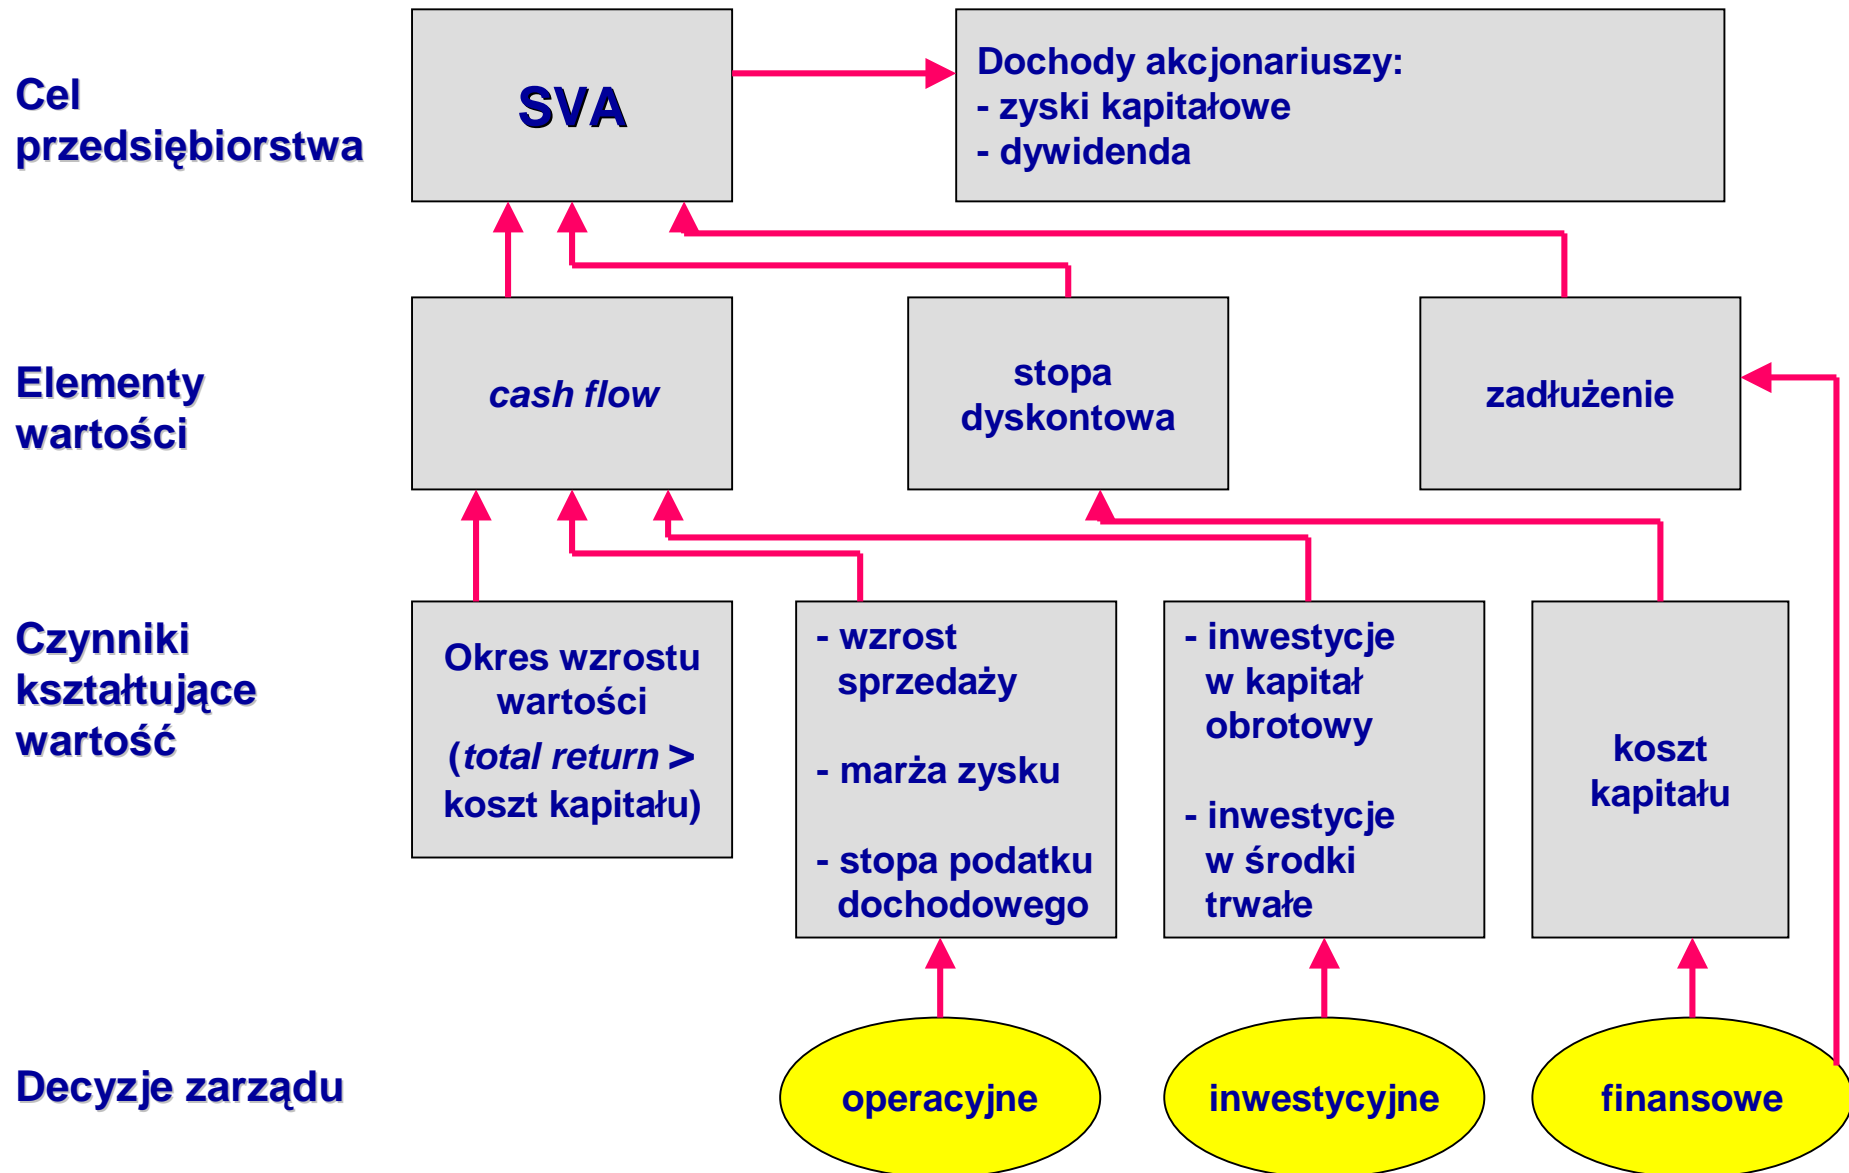 Cel
przedsiębiorstwa
SVA
Dochody akcjonariuszy:
- zyski kapitałowe
- dywidenda
Elementy
wartości
cash flow
stopa
dyskontowa
zadłużenie
Czynniki
kształtujące
wartość
Okres wzrostu
wartości
(total return >
koszt kapitału)
- wzrost
sprzedaży
- marża zysku
- stopa podatku
dochodowego
- inwestycje
w kapitał
obrotowy
- inwestycje
w środki
trwałe
koszt
kapitału
Decyzje zarządu
operacyjne
inwestycyjne
finansowe